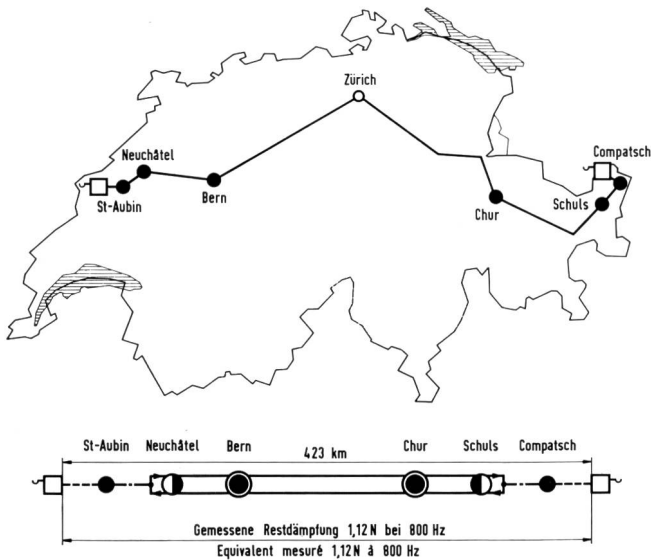 Zürich
Neuchâtel
Compatsch
St-Aubin
Bern
Schuls
Chur
St-Aubin Neuchâtel Bern Chur Schuls Compatsch
423 km
Gemessene Restdämpfung 1,12 N bei 800 Hz
Equivalent mesuré 1,12 N à 800 Hz